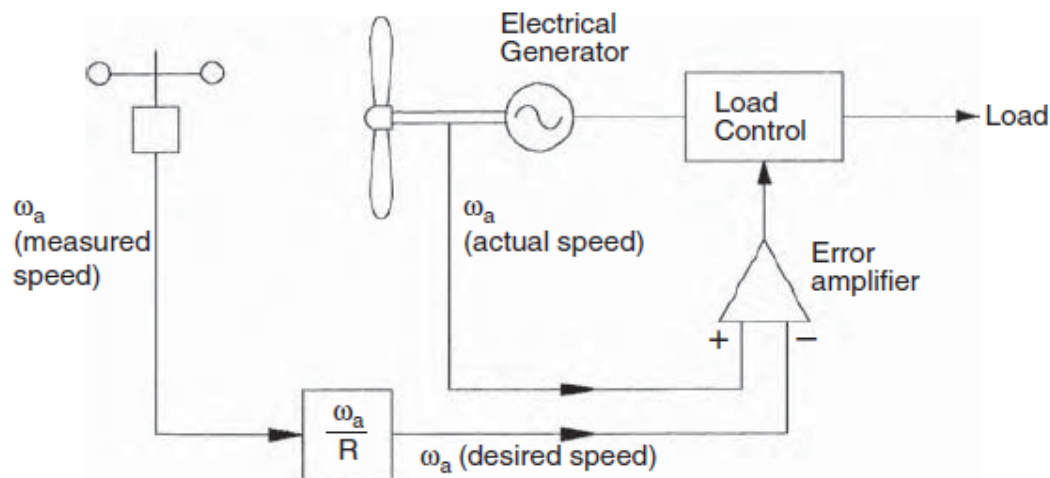 Electrical
Generator
Load
Control
Load
ωa
(measured
speed)
ωa
(actual speed)
Error
amplifier
+
−
ωa
R
ωa (desired speed)